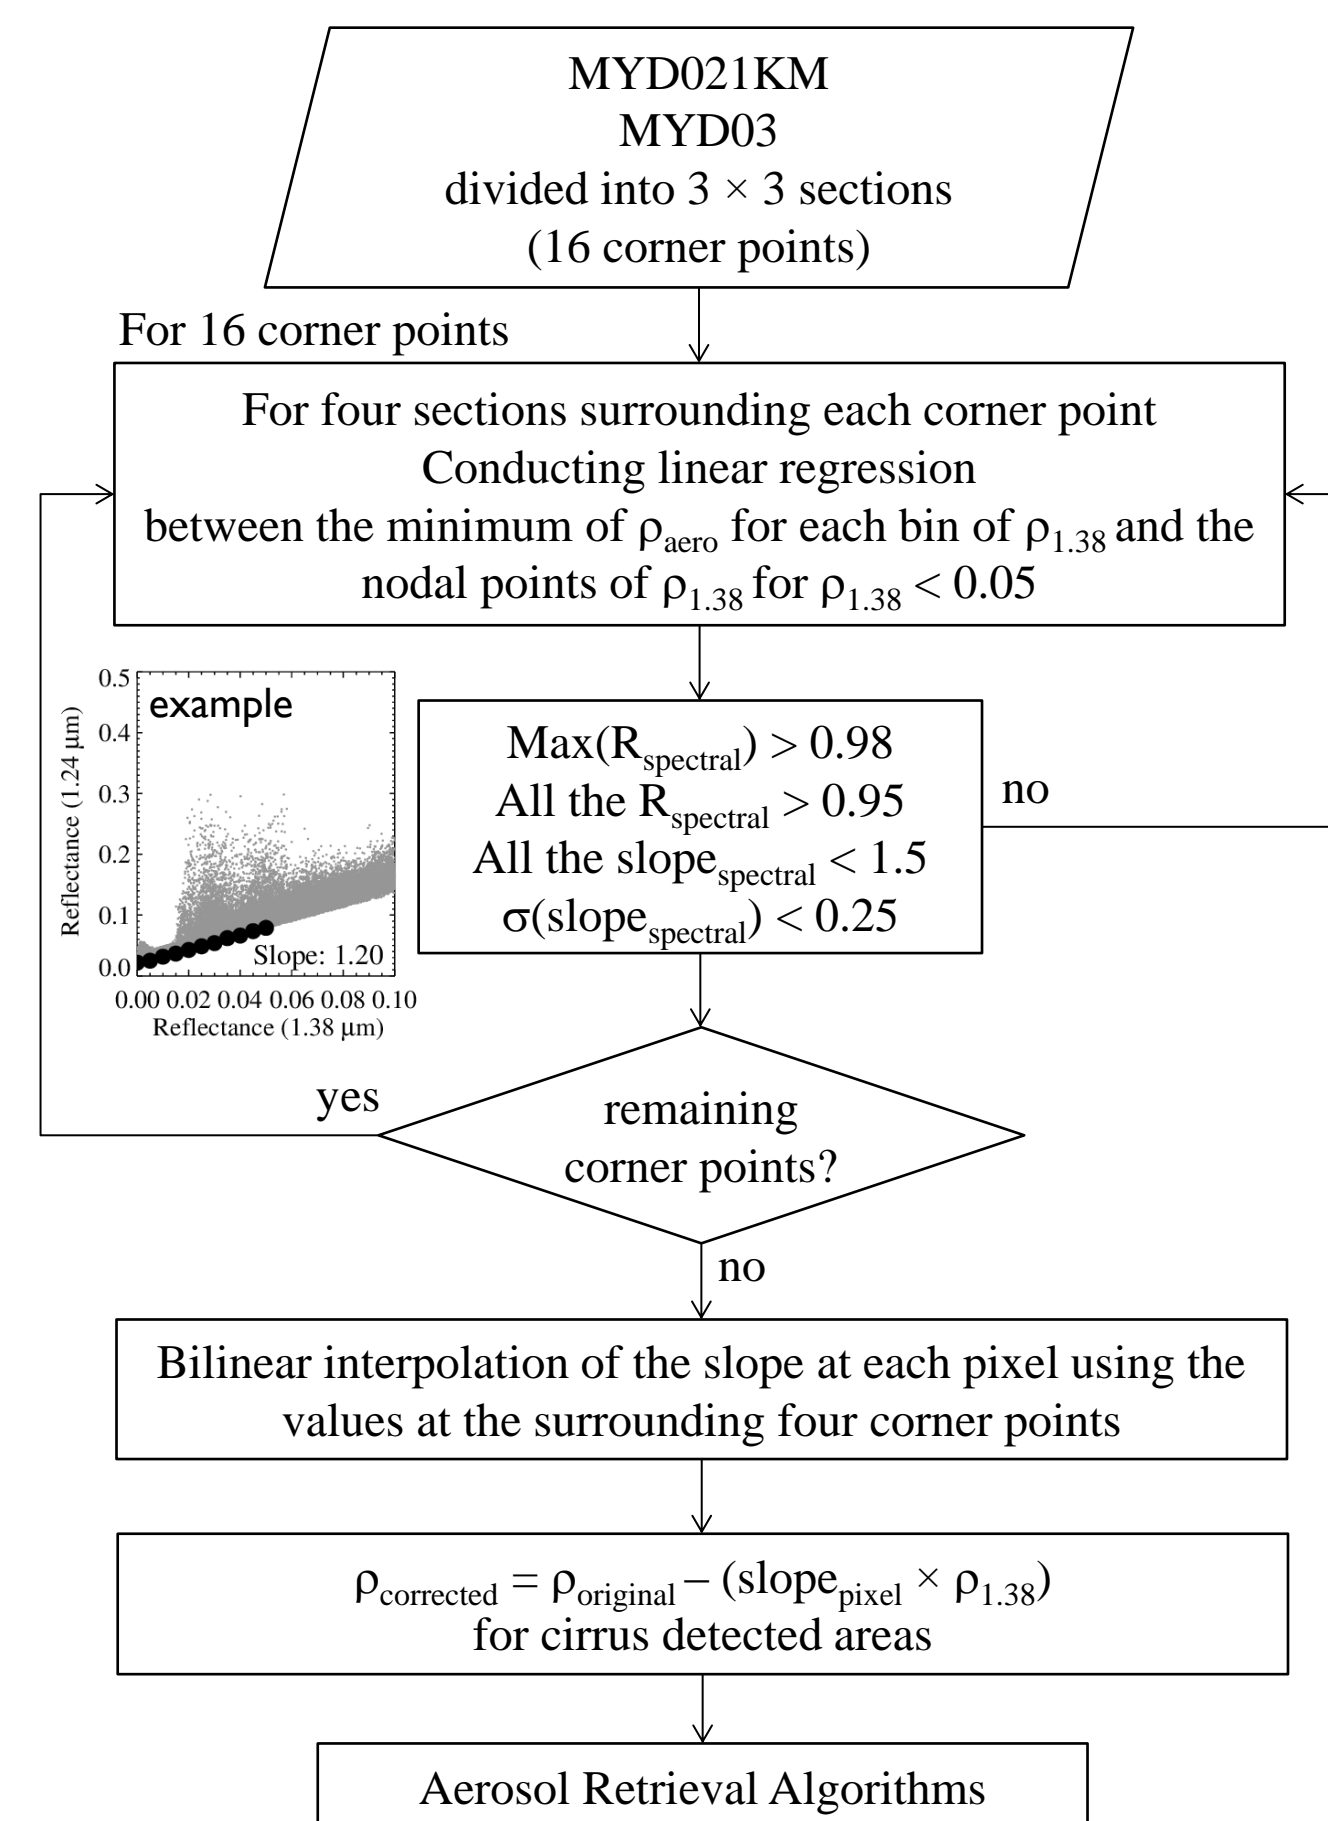 MYD021KM
MYD03
divided into 3 × 3 sections
(16 corner points)
For 16 corner points
For four sections surrounding each corner point
Conducting linear regression
between the minimum of ρaero for each bin of ρ1.38 and the
nodal points of ρ1.38 for ρ1.38 < 0.05
example
0.5
0.4
0.3
0.2
0.1
0.0
Reflectance (1.24 μm)
Slope: 1.20
0.00 0.02 0.04 0.06 0.08 0.10
Reflectance (1.38 μm)
Max(Rspectral) > 0.98
All the Rspectral > 0.95
All the slopespectral < 1.5
σ(slopespectral) < 0.25
no
yes
remaining
corner points?
no
Bilinear interpolation of the slope at each pixel using the
values at the surrounding four corner points
ρcorrected = ρoriginal – (slopepixel × ρ1.38)
for cirrus detected areas
Aerosol Retrieval Algorithms